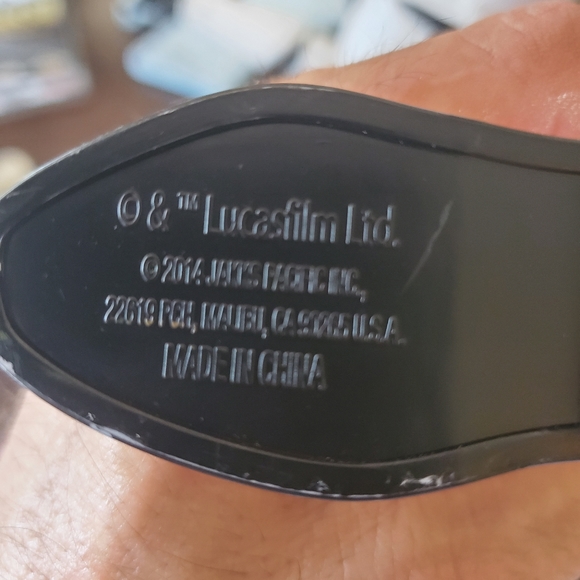 © & ™ Lucasfilm Ltd.
© 2014 JAKKS PACIFIC INC.,
22619 PCH, MALIBU, CA 90265 U.S.A.
MADE IN CHINA